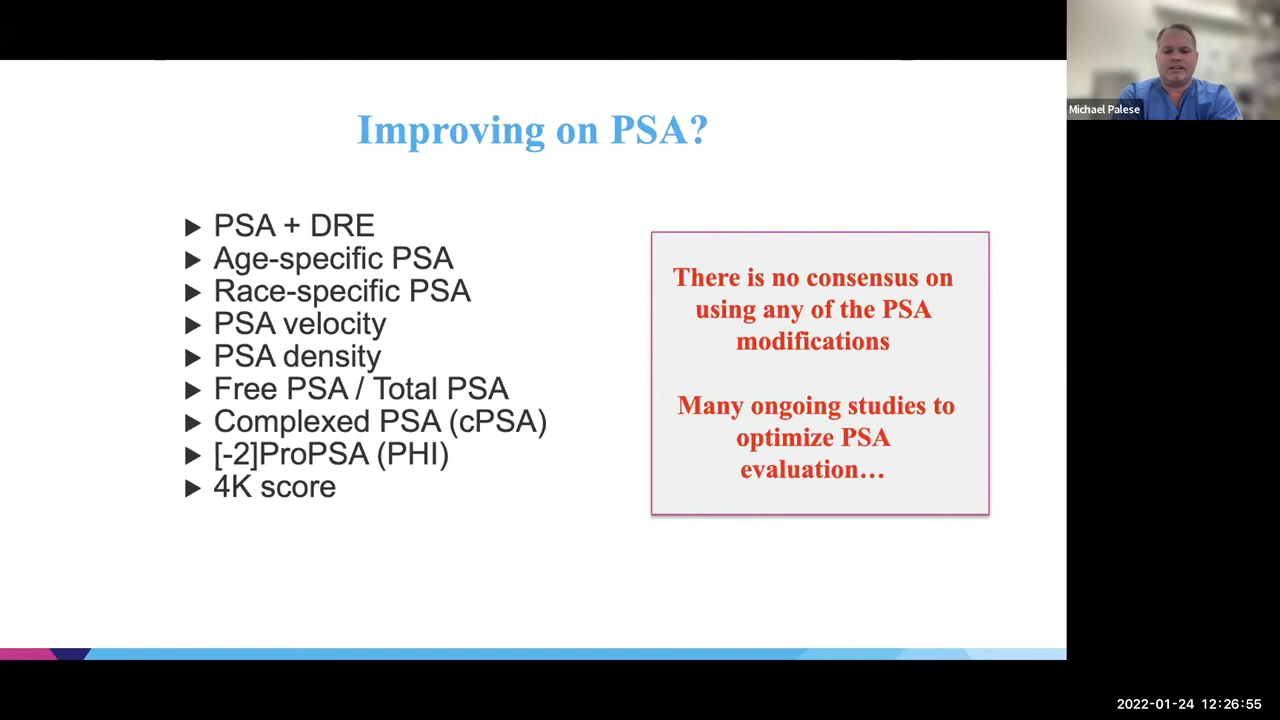 Improving on PSA?
PSA + DRE
Age-specific PSA
Race-specific PSA
PSA velocity
PSA density
Free PSA / Total PSA
Complexed PSA (cPSA)
[-2]ProPSA (PHI)
4K score
There is no consensus on
using any of the PSA
modifications
Many ongoing studies to
optimize PSA
evaluation…
Michael Palese
2022-01-24 12:26:55